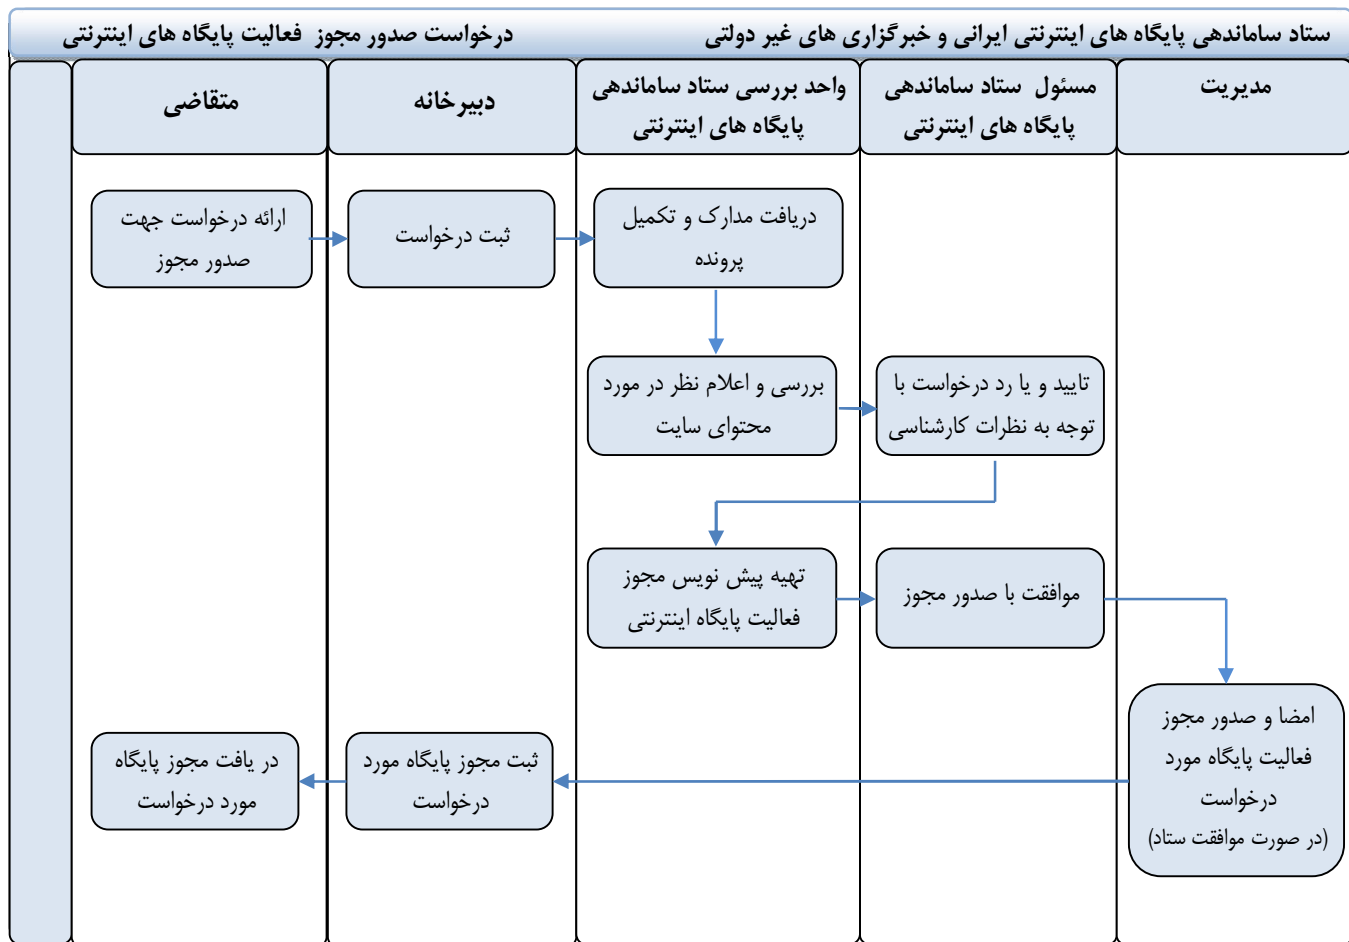 ستاد ساماندهی پایگاه های اینترنتی ایرانی و خبرگزاری های غیر دولتی
درخواست صدور مجوز فعالیت پایگاه های اینترنتی
مدیریت
مسئول ستاد ساماندهی
پایگاه های اینترنتی
واحد بررسی ستاد ساماندهی
پایگاه های اینترنتی
دبیرخانه
متقاضی
ارائه درخواست جهت
صدور مجوز
ثبت درخواست
دریافت مدارک و تکمیل
پرونده
بررسی و اعلام نظر در مورد
محتوای سایت
تایید و یا رد درخواست با
توجه به نظرات کارشناسی
تهیه پیش نویس مجوز
فعالیت پایگاه اینترنتی
موافقت با صدور مجوز
امضا و صدور مجوز
فعالیت پایگاه مورد
درخواست
(در صورت موافقت ستاد)
ثبت مجوز پایگاه مورد
درخواست
در یافت مجوز پایگاه
مورد درخواست